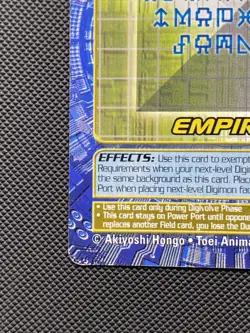 EMPIR
EFFECTS: Use this card to exempt
Requirements when your next-level Digi
the same background as this card. Place
Port when placing next-level Digimon fro
• Use this card only during Digivolve Phase
• This card stays on Power Port until oppone
replaces another Field card, you lose the Du
© Akiyoshi Hongo • Toei Anima